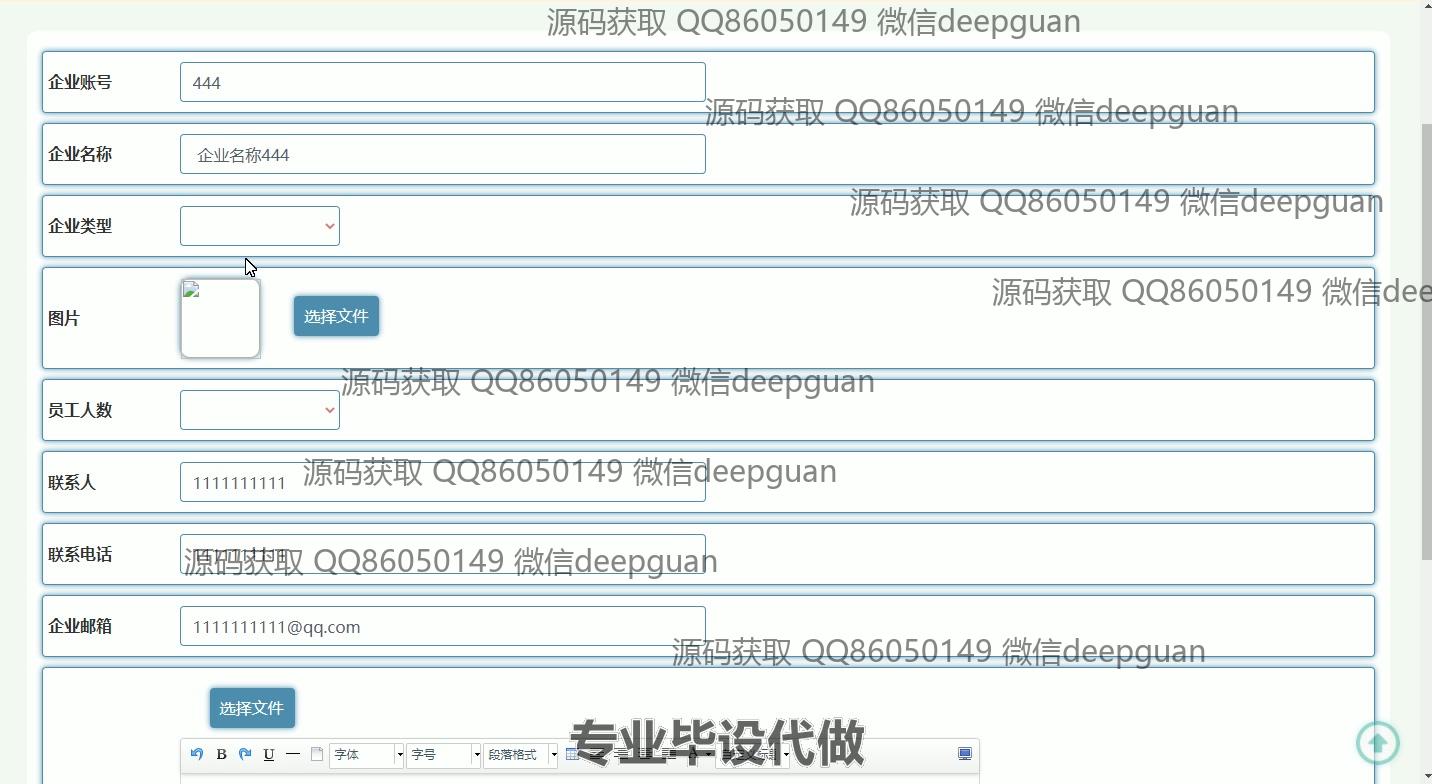 源码获取 QQ86050149 微信deepguan
企业账号 444
源码获取 QQ86050149 微信deepguan
企业名称 企业名称444
企业类型
源码获取 QQ86050149 微信deepguan
图片 选择文件
源码获取 QQ86050149 微信dee
员工人数
源码获取 QQ86050149 微信deepguan
联系人 1111111111
源码获取 QQ86050149 微信deepguan
联系电话
源码获取 QQ86050149 微信deepguan
企业邮箱 1111111111@qq.com
源码获取 QQ86050149 微信deepguan
选择文件
B U 字体 字号 段落格式
专业毕设代做